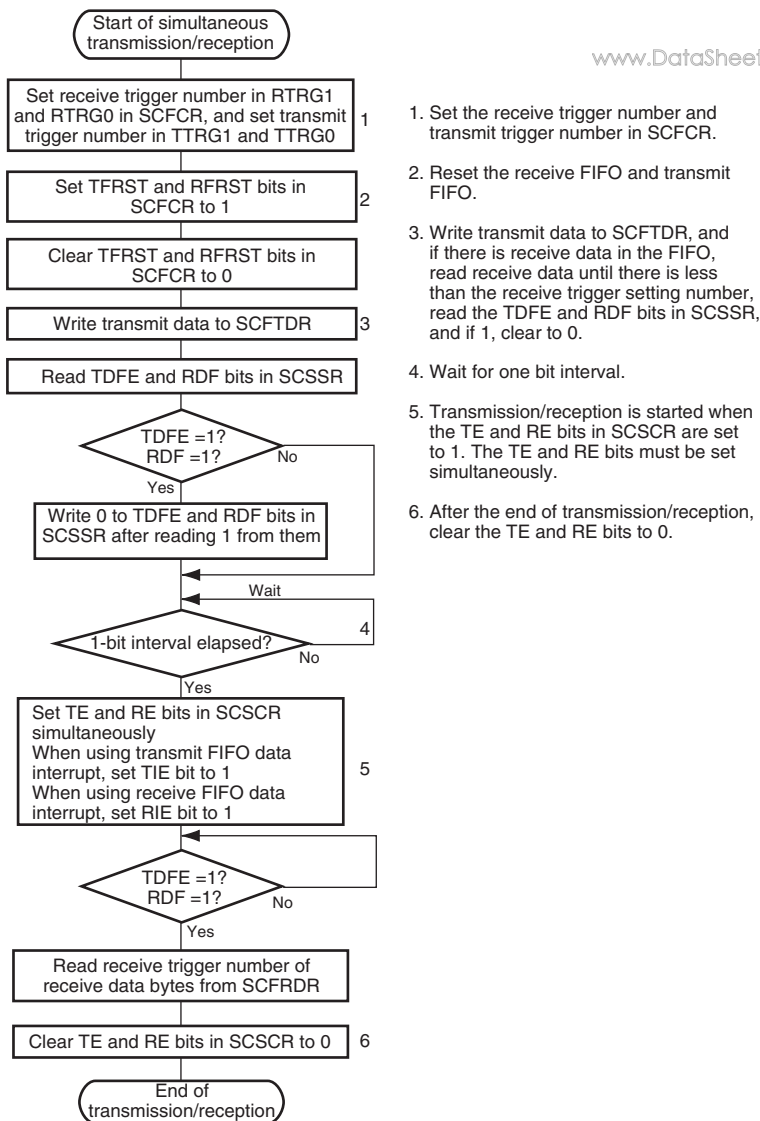 Start of simultaneous
transmission/reception
www.DataSheet
Set receive trigger number in RTRG1
and RTRG0 in SCFCR, and set transmit
trigger number in TTRG1 and TTRG0
1
Set TFRST and RFRST bits in
SCFCR to 1
2
Clear TFRST and RFRST bits in
SCFCR to 0
Write transmit data to SCFTDR
3
Read TDFE and RDF bits in SCSSR
TDFE =1?
RDF =1?
No
Yes
Write 0 to TDFE and RDF bits in
SCSSR after reading 1 from them
Wait
1-bit interval elapsed?
4
No
Yes
Set TE and RE bits in SCSCR
simultaneously
When using transmit FIFO data
interrupt, set TIE bit to 1
When using receive FIFO data
interrupt, set RIE bit to 1
5
TDFE =1?
RDF =1?
No
Yes
Read receive trigger number of
receive data bytes from SCFRDR
Clear TE and RE bits in SCSCR to 0
6
End of
transmission/reception
1. Set the receive trigger number and
transmit trigger number in SCFCR.
2. Reset the receive FIFO and transmit
FIFO.
3. Write transmit data to SCFTDR, and
if there is receive data in the FIFO,
read receive data until there is less
than the receive trigger setting number,
read the TDFE and RDF bits in SCSSR,
and if 1, clear to 0.
4. Wait for one bit interval.
5. Transmission/reception is started when
the TE and RE bits in SCSCR are set
to 1. The TE and RE bits must be set
simultaneously.
6. After the end of transmission/reception,
clear the TE and RE bits to 0.